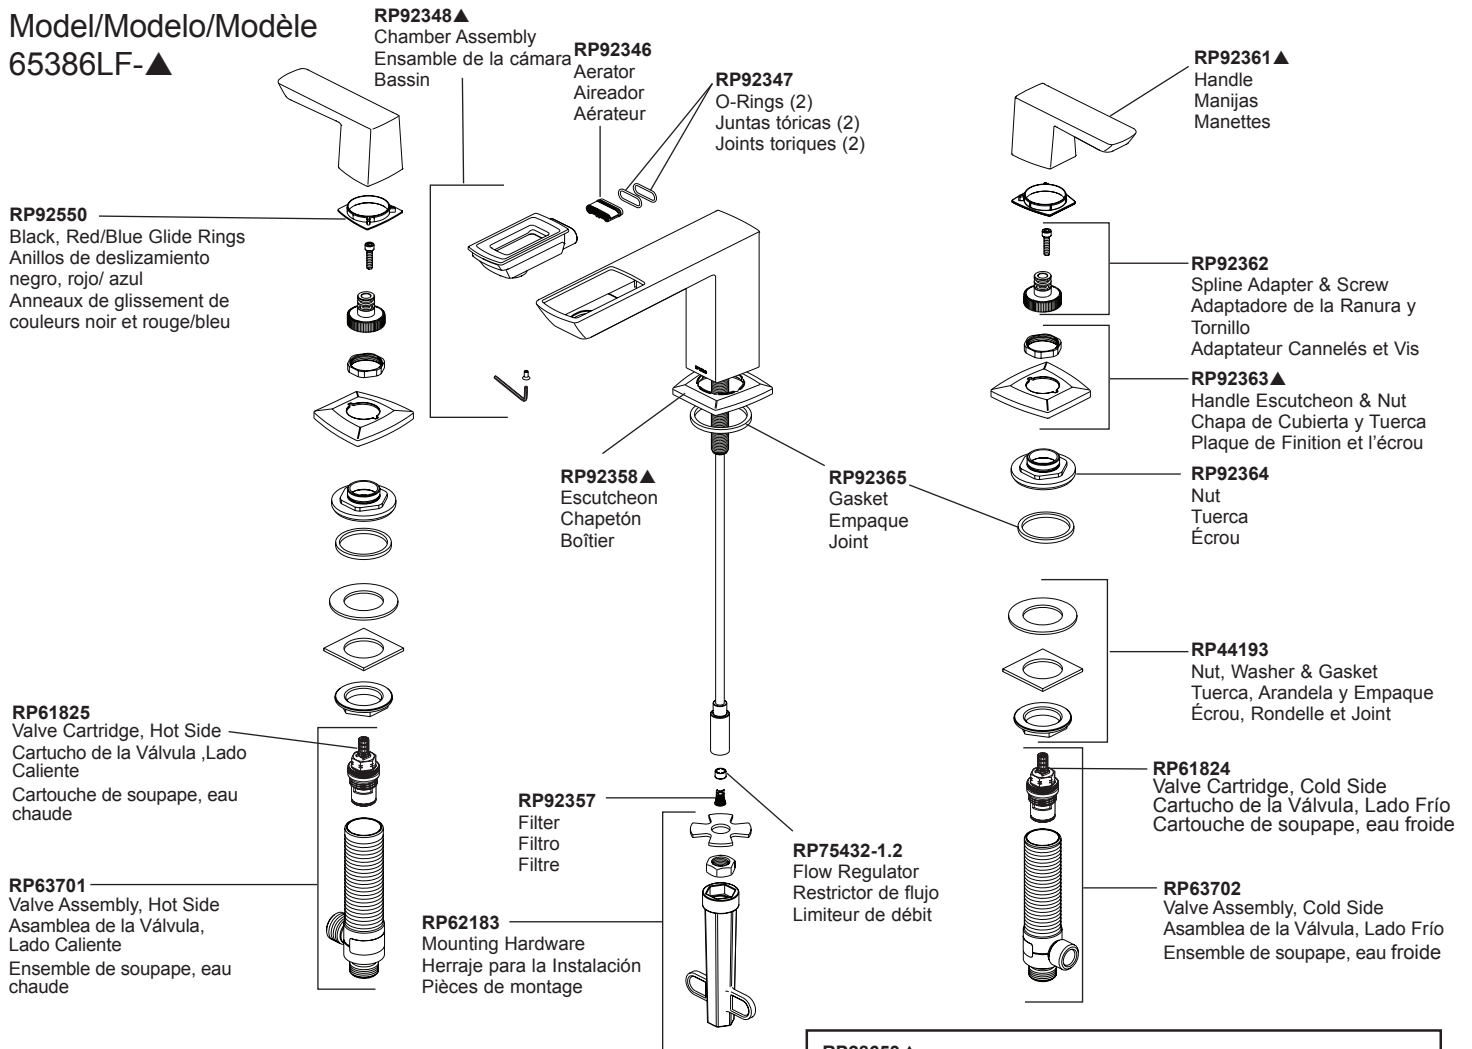 Model/Modelo/Modèle
65386LF-▲
RP92348▲
Chamber Assembly
Ensamble de la cámara
Bassin
RP92346
Aerator
Aireador
Aérateur
RP92347
O-Rings (2)
Juntas tóricas (2)
Joints toriques (2)
RP92361▲
Handle
Manijas
Manettes
RP92550
Black, Red/Blue Glide Rings
Anillos de deslizamiento
negro, rojo/ azul
Anneaux de glissement de
couleurs noir et rouge/bleu
RP92362
Spline Adapter & Screw
Adaptadore de la Ranura y
Tornillo
Adaptateur Cannelés et Vis
RP92363▲
Handle Escutcheon & Nut
Chapa de Cubierta y Tuerca
Plaque de Finition et l'écrou
RP92358▲
Escutcheon
Chapetón
Boîtier
RP92365
Gasket
Empaque
Joint
RP92364
Nut
Tuerca
Écrou
RP44193
Nut, Washer & Gasket
Tuerca, Arandela y Empaque
Écrou, Rondelle et Joint
RP61825
Valve Cartridge, Hot Side
Cartucho de la Válvula ,Lado
Caliente
Cartouche de soupape, eau
chaude
RP61824
Valve Cartridge, Cold Side
Cartucho de la Válvula, Lado Frío
Cartouche de soupape, eau froide
RP92357
Filter
Filtro
Filtre
RP75432-1.2
Flow Regulator
Restrictor de flujo
Limiteur de débit
RP63701
Valve Assembly, Hot Side
Asamblea de la Válvula,
Lado Caliente
Ensemble de soupape, eau
chaude
RP62183
Mounting Hardware
Herraje para la Instalación
Pièces de montage
RP63702
Valve Assembly, Cold Side
Asamblea de la Válvula, Lado Frío
Ensemble de soupape, eau froide